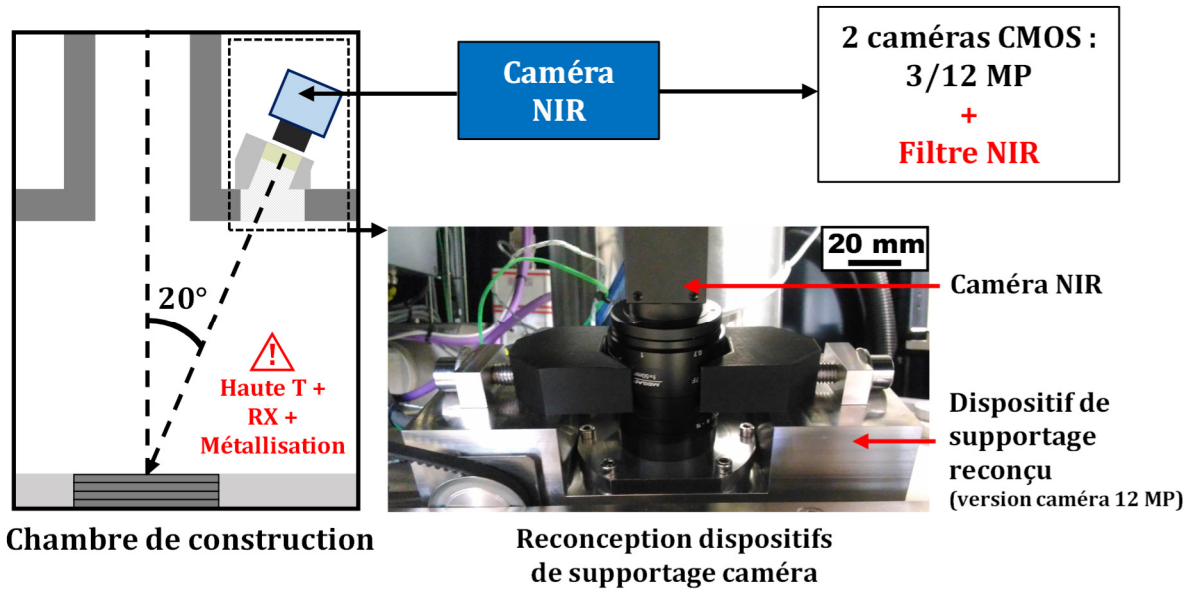 Caméra
NIR
2 caméras CMOS :
3/12 MP
+
Filtre NIR
20°
!
Haute T +
RX +
Métallisation
20 mm
Caméra NIR
Dispositif de
supportage
reconçu
(version caméra 12 MP)
Chambre de construction
Reconception dispositifs
de supportage caméra